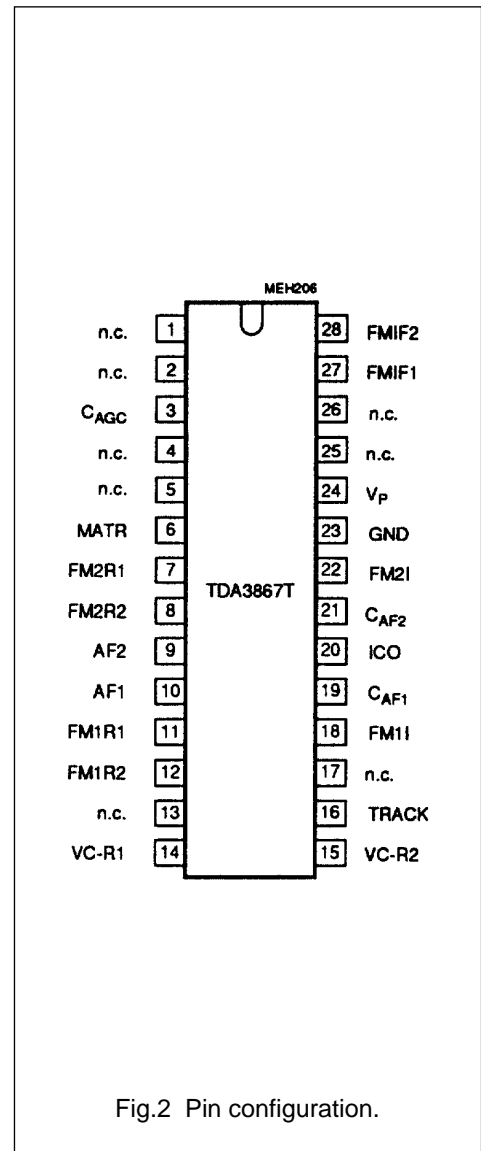 MEH206
n.c. 1 28 FMIF2
n.c. 2 27 FMIF1
CAGC 3 26 n.c.
n.c. 4 25 n.c.
n.c. 5 24 VP
MATR 6 23 GND
FM2R1 7 22 FM2I
TDA3867T
FM2R2 8 21 CAF2
AF2 9 20 ICO
AF1 10 19 CAF1
FM1R1 11 18 FM1I
FM1R2 12 17 n.c.
n.c. 13 16 TRACK
VC-R1 14 15 VC-R2
Fig.2 Pin configuration.